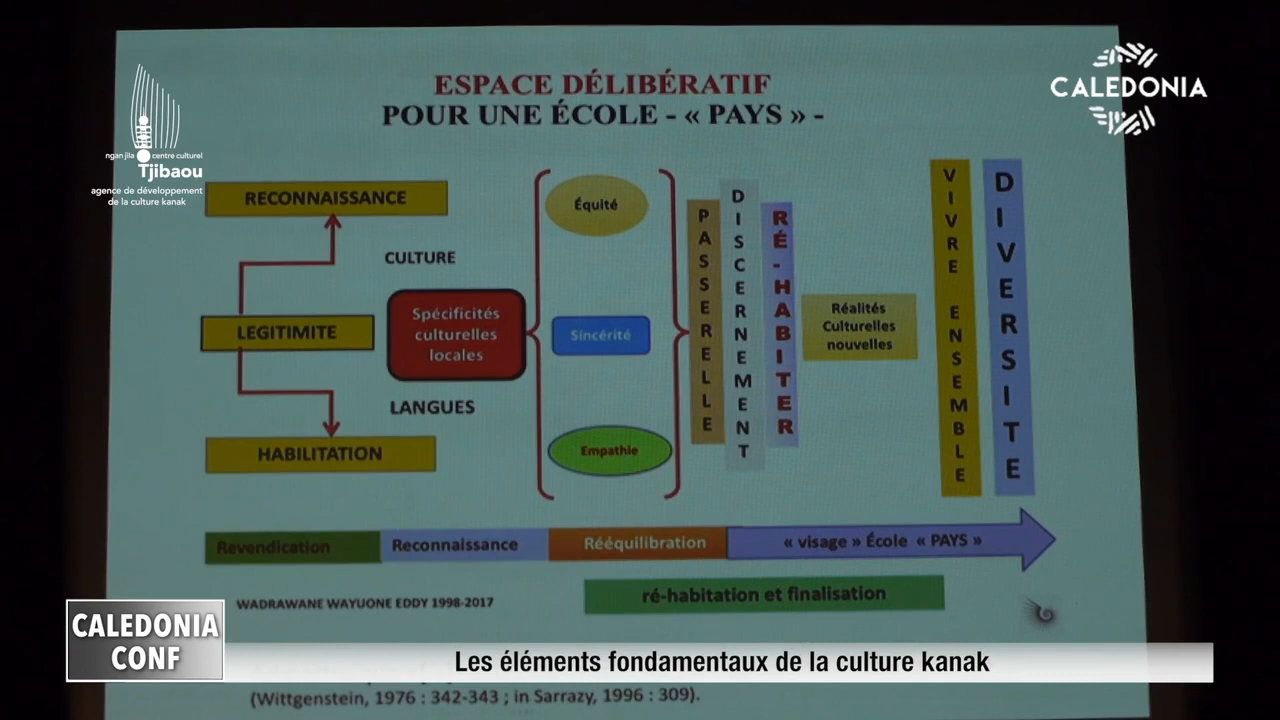 ESPACE DÉLIBÉRATIF
POUR UNE ÉCOLE - « PAYS » -
CALEDONIA
ngan jila centre culturel
Tjibaou
agence de développement
de la culture kanak
RECONNAISSANCE
CULTURE
LEGITIMITE
Spécificités
culturelles
locales
LANGUES
HABILITATION
Équité
Sincérité
Empathie
PASSERELLE
DISCERNEMENT
RÉ-HABITER
Réalités
Culturelles
nouvelles
VIVRE ENSEMBLE
DIVERSITE
Revendication
Reconnaissance
Rééquilibration
« visage » École « PAYS »
ré-habitation et finalisation
WADRAWANE WAYUONE EDDY 1998-2017
CALEDONIA
CONF
Les éléments fondamentaux de la culture kanak
(Wittgenstein, 1976 : 342-343 ; in Sarrazy, 1996 : 309).